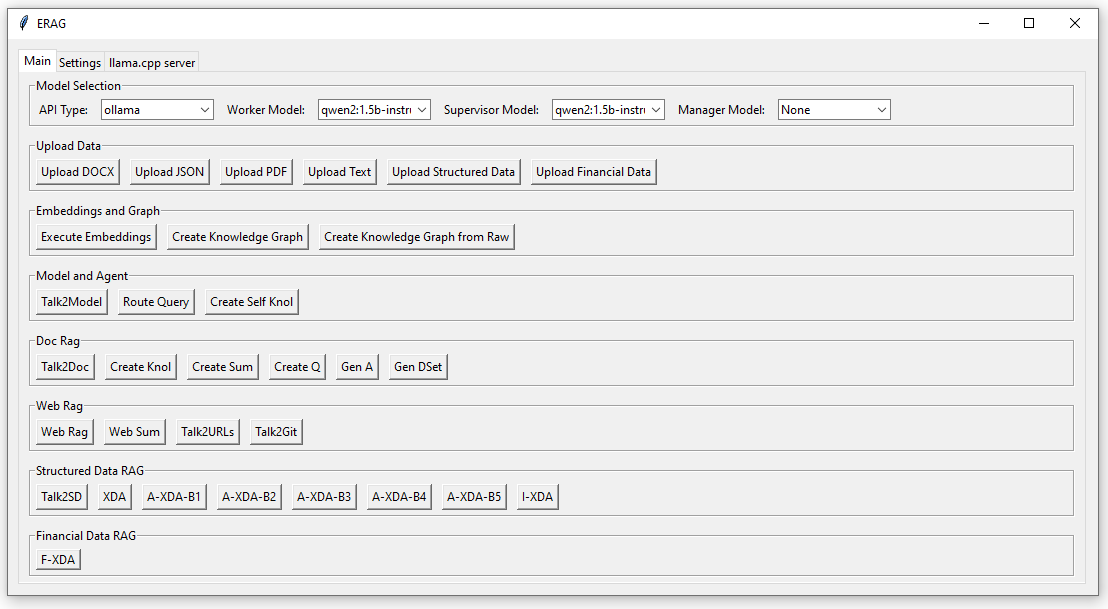 ERAG
Main Settings llama.cpp server
Model Selection
API Type: ollama Worker Model: qwen2:1.5b-instru Supervisor Model: qwen2:1.5b-instru Manager Model: None
Upload Data
Upload DOCX Upload JSON Upload PDF Upload Text Upload Structured Data Upload Financial Data
Embeddings and Graph
Execute Embeddings Create Knowledge Graph Create Knowledge Graph from Raw
Model and Agent
Talk2Model Route Query Create Self Knol
Doc Rag
Talk2Doc Create Knol Create Sum Create Q Gen A Gen DSet
Web Rag
Web Rag Web Sum Talk2URLs Talk2Git
Structured Data RAG
Talk2SD XDA A-XDA-B1 A-XDA-B2 A-XDA-B3 A-XDA-B4 A-XDA-B5 I-XDA
Financial Data RAG
F-XDA